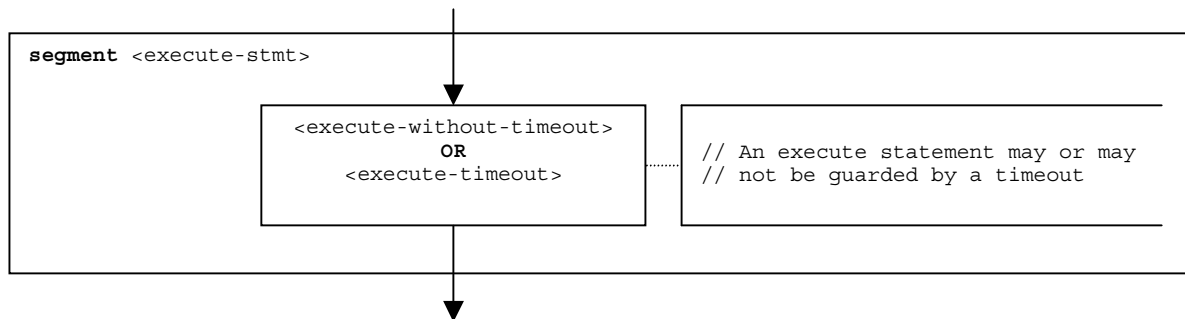 segment <execute-stmt>
<execute-without-timeout>
OR
<execute-timeout>
// An execute statement may or may
// not be guarded by a timeout